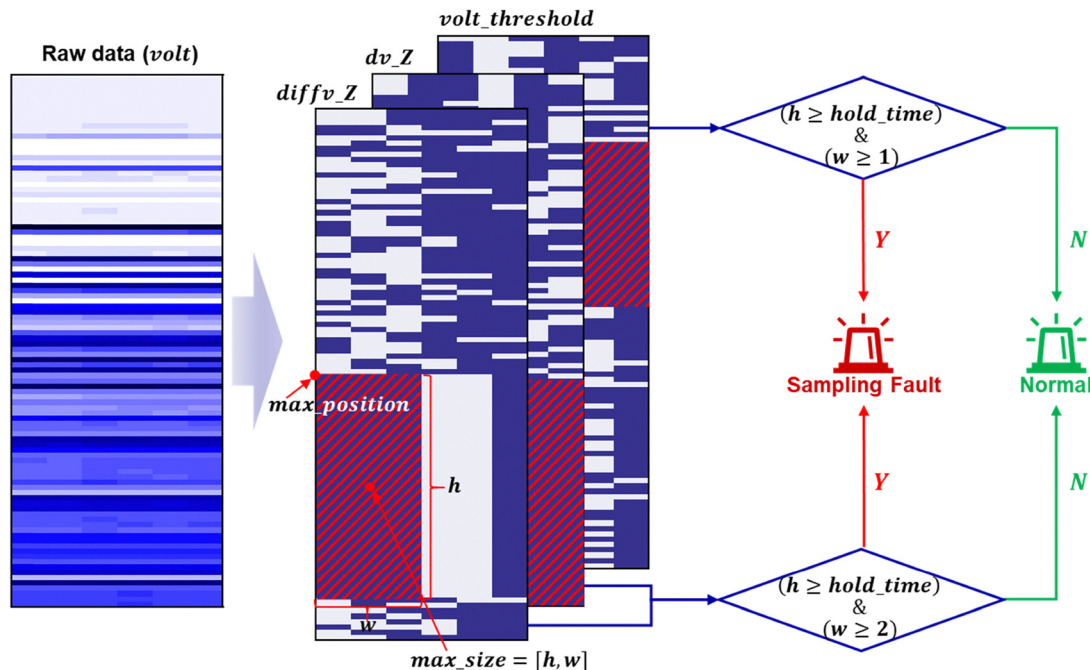 volt_threshold
Raw data (volt)
dv_Z
diffv_Z
(h ≥ hold_time)
&
(w ≥ 1)
Y
N
Sampling Fault
Normal
max_position
h
Y
N
(h ≥ hold_time)
&
(w ≥ 2)
w
max_size = [h, w]